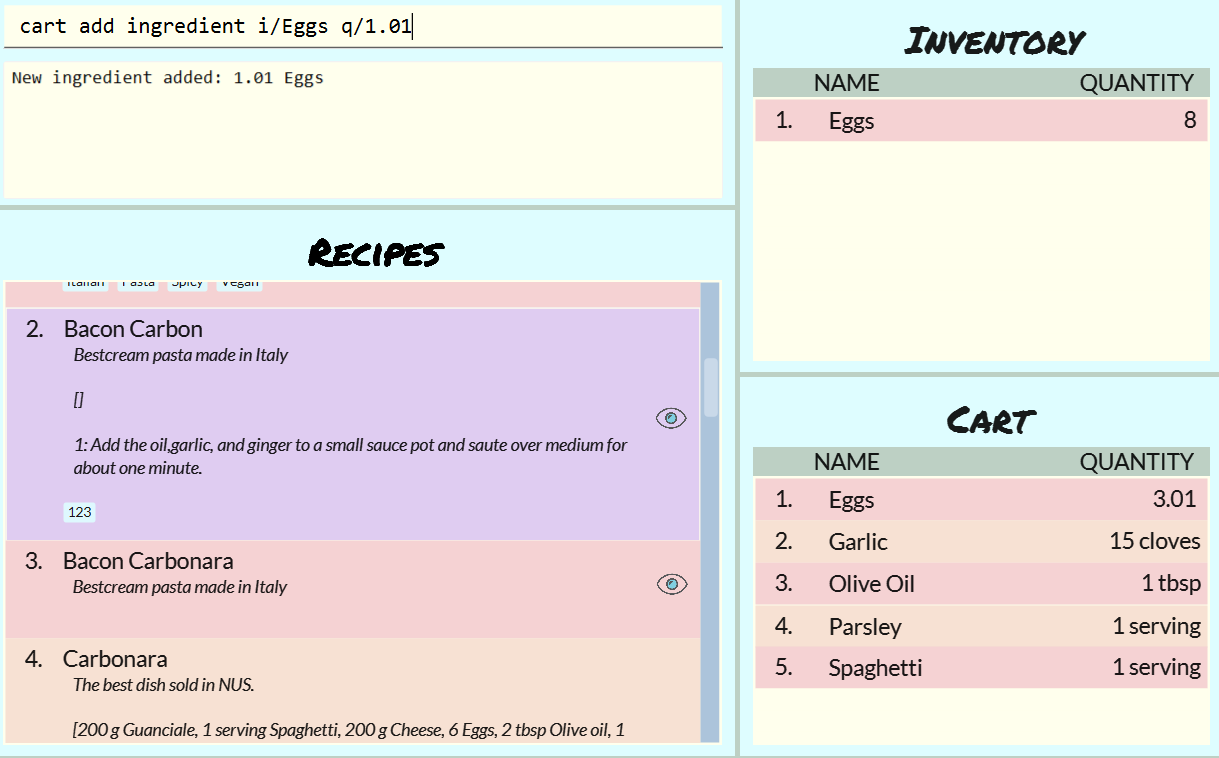 cart add ingredient i/Eggs q/1.01
New ingredient added: 1.01 Eggs
RECIPES
Italian Pasta Spicy Vegan
2. Bacon Carbon
Bestcream pasta made in Italy
[]
1: Add the oil,garlic, and ginger to a small sauce pot and saute over medium for
about one minute.
123
3. Bacon Carbonara
Bestcream pasta made in Italy
4. Carbonara
The best dish sold in NUS.
[200 g Guanciale, 1 serving Spaghetti, 200 g Cheese, 6 Eggs, 2 tbsp Olive oil, 1
INVENTORY
NAME QUANTITY
1. Eggs 8
CART
NAME QUANTITY
1. Eggs 3.01
2. Garlic 15 cloves
3. Olive Oil 1 tbsp
4. Parsley 1 serving
5. Spaghetti 1 serving